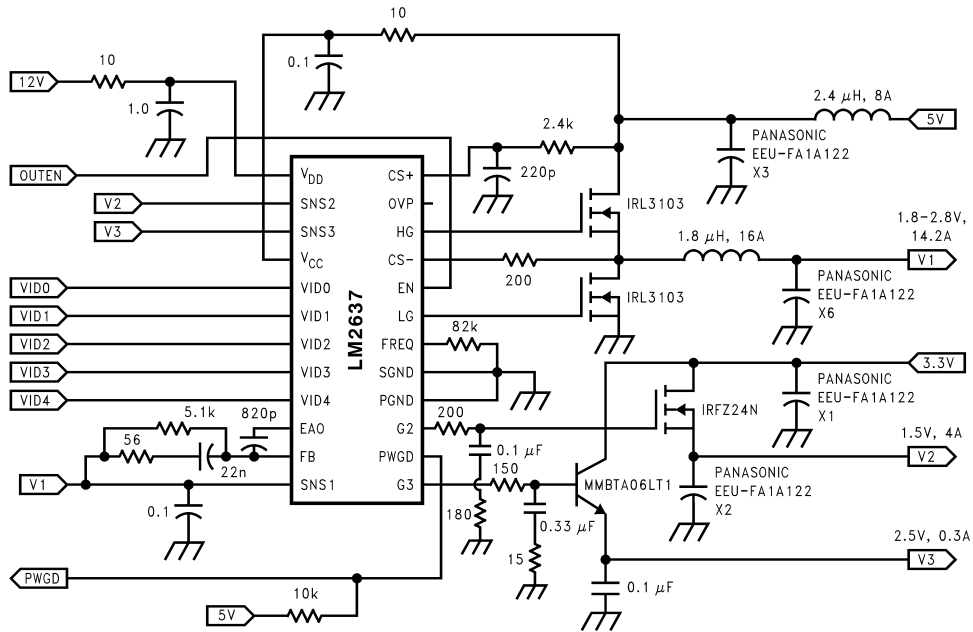 10
0.1
10
12V
1.0
2.4 μH, 8A
5V
PANASONIC
EEU-FA1A122
X3
2.4k
220p
OUTEN
V2
V3
VID0
VID1
VID2
VID3
VID4
VDD
SNS2
SNS3
VCC
VID0
VID1
VID2
VID3
VID4
EAO
FB
SNS1
LM2637
CS+
OVP
HG
CS-
EN
LG
FREQ
SGND
PGND
G2
PWGD
G3
IRL3103
200
1.8 μH, 16A
1.8-2.8V,
14.2A
V1
IRL3103
PANASONIC
EEU-FA1A122
X6
82k
3.3V
PANASONIC
EEU-FA1A122
X1
IRFZ24N
200
0.1 μF
180
1.5V, 4A
V2
PANASONIC
EEU-FA1A122
X2
150
MMBTA06LT1
0.33 μF
15
2.5V, 0.3A
V3
0.1 μF
5.1k
820p
56
22n
V1
0.1
PWGD
10k
5V